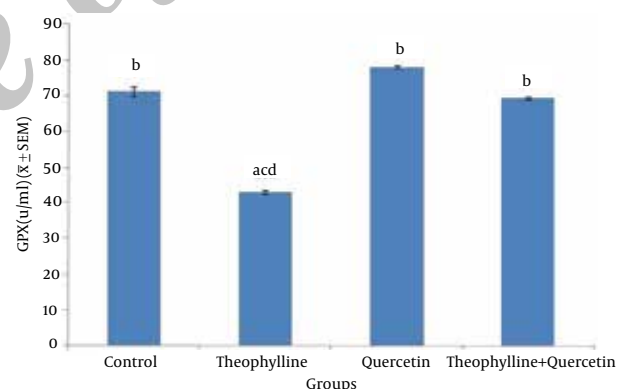 90
80
70
60
50
40
30
20
10
0
GPX(u/ml)(x̄±SEM)
b
acd
b
b
Control
Theophylline
Quercetin
Theophylline+Quercetin
Groups